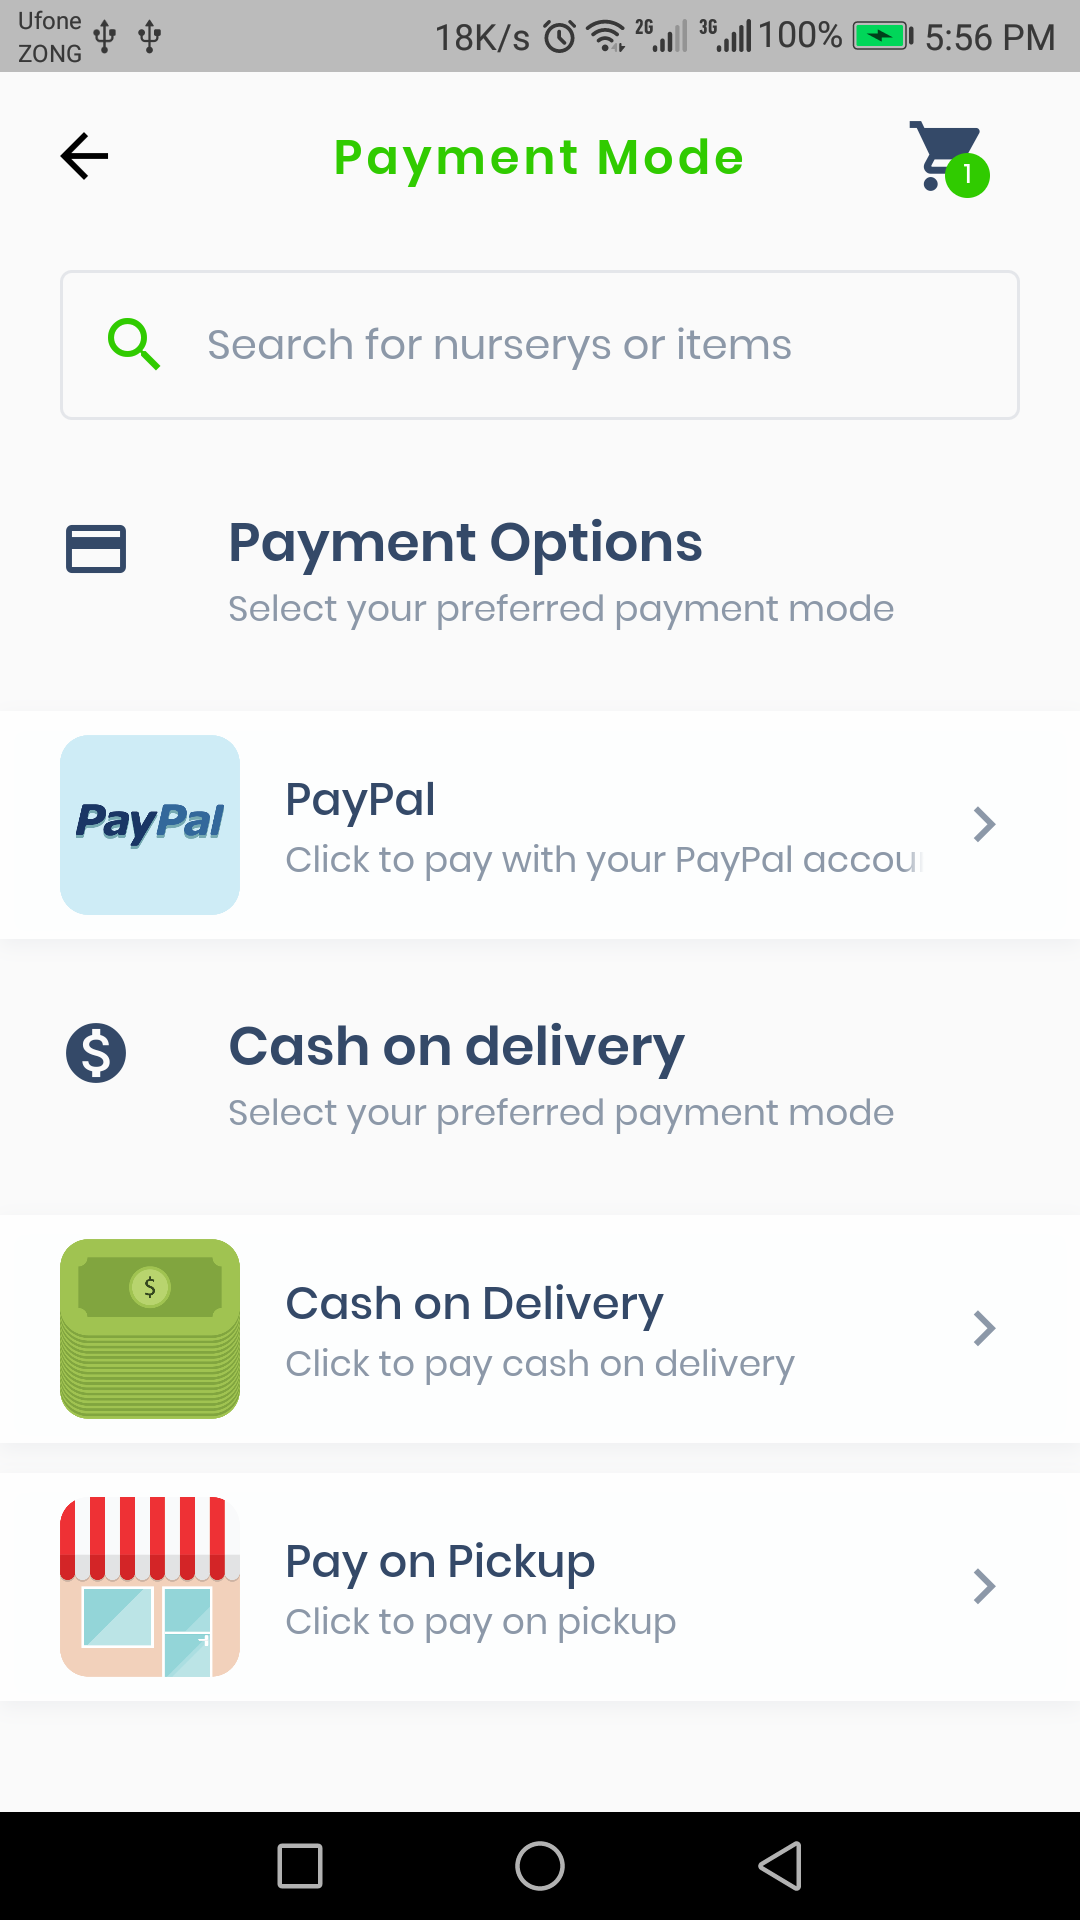 Ufone
ZONG
18K/s 2G 3G 100% 5:56 PM
Payment Mode
1
Search for nurserys or items
Payment Options
Select your preferred payment mode
PayPal
PayPal
Click to pay with your PayPal accou
$
Cash on delivery
Select your preferred payment mode
$
Cash on Delivery
Click to pay cash on delivery
Pay on Pickup
Click to pay on pickup